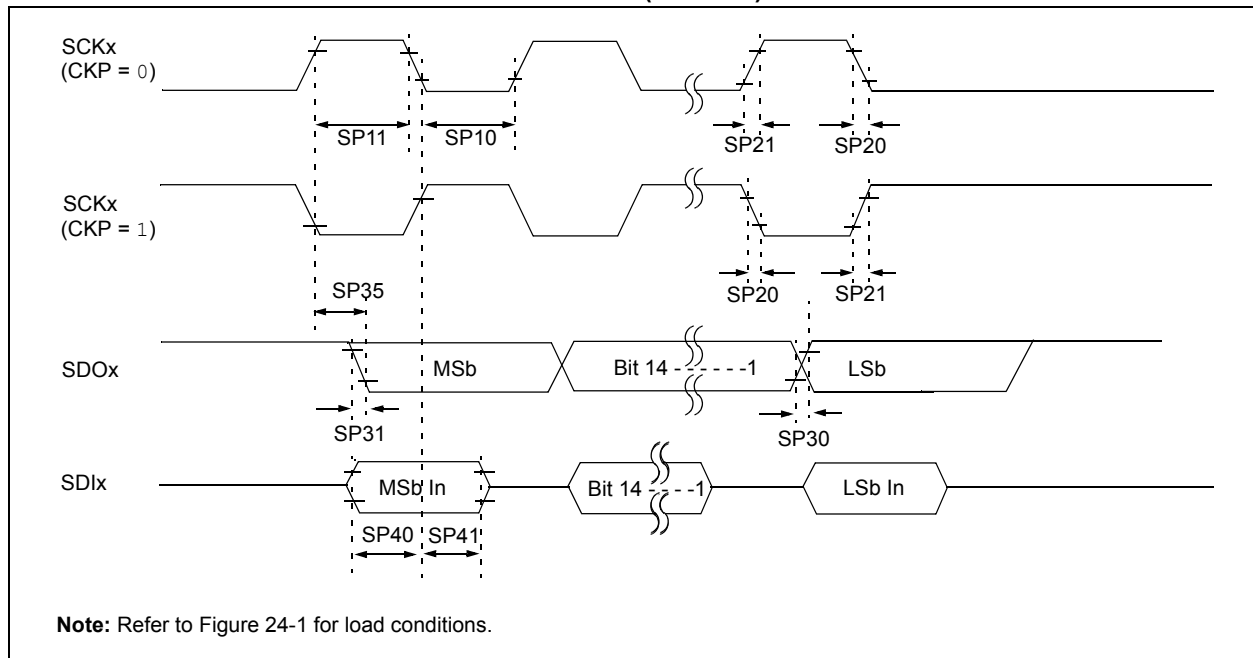 SCKx
(CKP = 0)
SP11
SP10
SP21
SP20
SCKx
(CKP = 1)
SP35
SP20
SP21
SDOx
MSb
Bit 14 - - - - - -1
LSb
SP31
SP30
SDIx
MSb In
Bit 14 - - - -1
LSb In
SP40
SP41
Note: Refer to Figure 24-1 for load conditions.